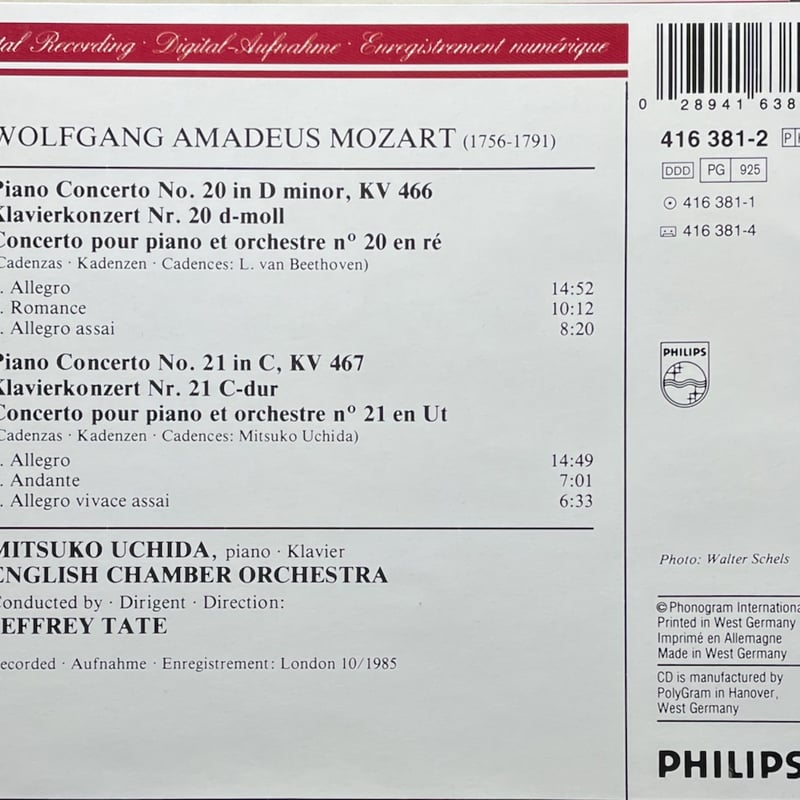 tal Recording · Digital-Aufnahme · Enregistrement numérique
WOLFGANG AMADEUS MOZART (1756-1791)
Piano Concerto No. 20 in D minor, KV 466
Klavierkonzert Nr. 20 d-moll
Concerto pour piano et orchestre nº 20 en ré
Cadenzas · Kadenzen · Cadences: L. van Beethoven)
. Allegro 14:52
. Romance 10:12
. Allegro assai 8:20
Piano Concerto No. 21 in C, KV 467
Klavierkonzert Nr. 21 C-dur
Concerto pour piano et orchestre nº 21 en Ut
Cadenzas · Kadenzen · Cadences: Mitsuko Uchida)
. Allegro 14:49
. Andante 7:01
. Allegro vivace assai 6:33
MITSUKO UCHIDA, piano · Klavier
ENGLISH CHAMBER ORCHESTRA
Conducted by · Dirigent · Direction:
JEFFREY TATE
ecorded · Aufnahme · Enregistrement: London 10/1985
0 28941 638
416 381-2
DDD PG 925
416 381-1
416 381-4
PHILIPS
Photo: Walter Schels
© Phonogram Internationa
Printed in West Germany
Imprimé en Allemagne
Made in West Germany
CD is manufactured by
PolyGram in Hanover,
West Germany
PHILIPS